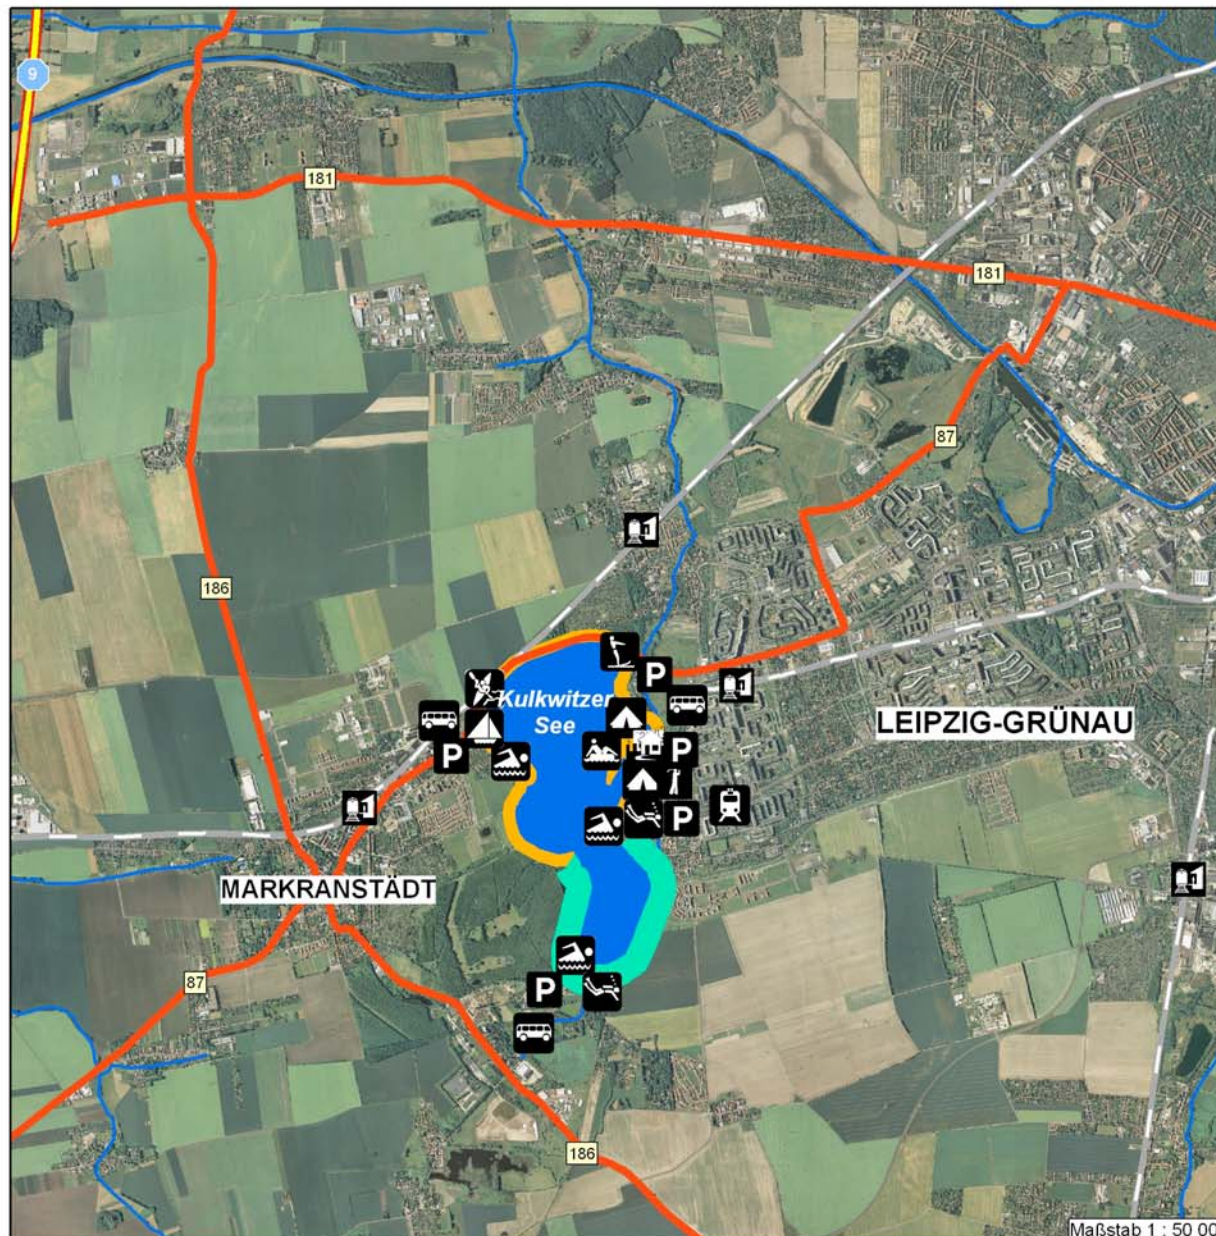 9
181
181
87
186
Kulkwitzer
See
P
LEIPZIG-GRÜNAU
P
P
P
MARKRANSTÄDT
87
P
186
Maßstab 1 : 50 00